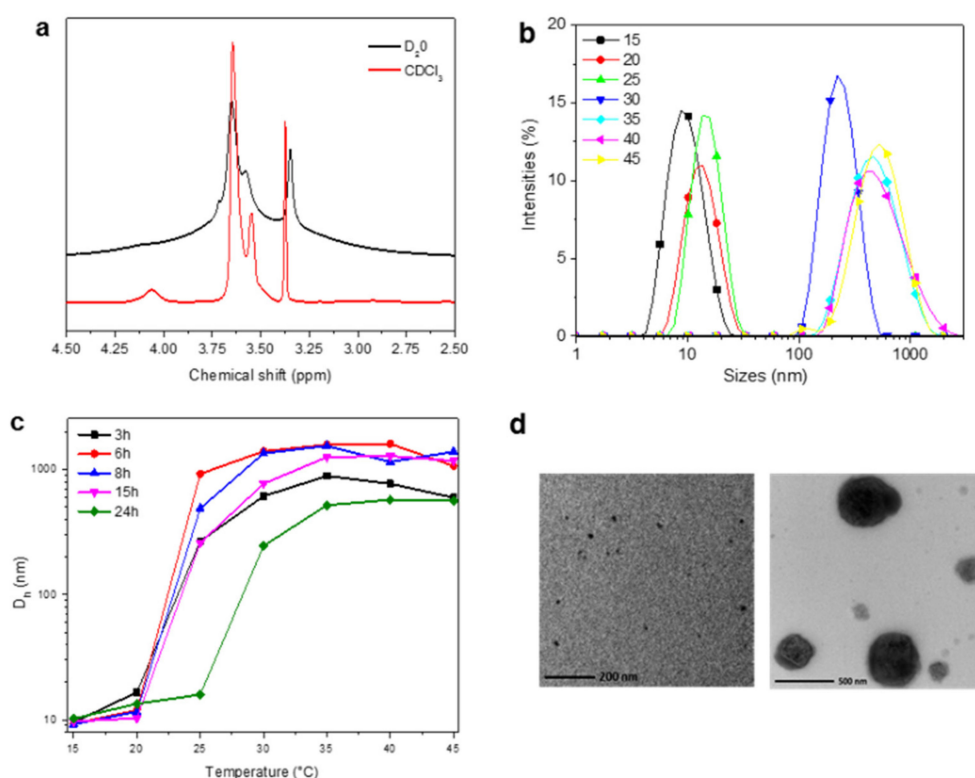 a
D₂0
CDCl₃
4.50 4.00 3.75 3.50 3.25 3.00 2.75 2.50
Chemical shift (ppm)
b
20
15
10
5
0
Intensities (%)
15
20
25
30
35
40
45
1 10 100 1000
Sizes (nm)
c
3h
6h
8h
15h
24h
1000
100
10
Dₕ (nm)
15 20 25 30 35 40 45
Temperature (°C)
d
200 nm
500 nm